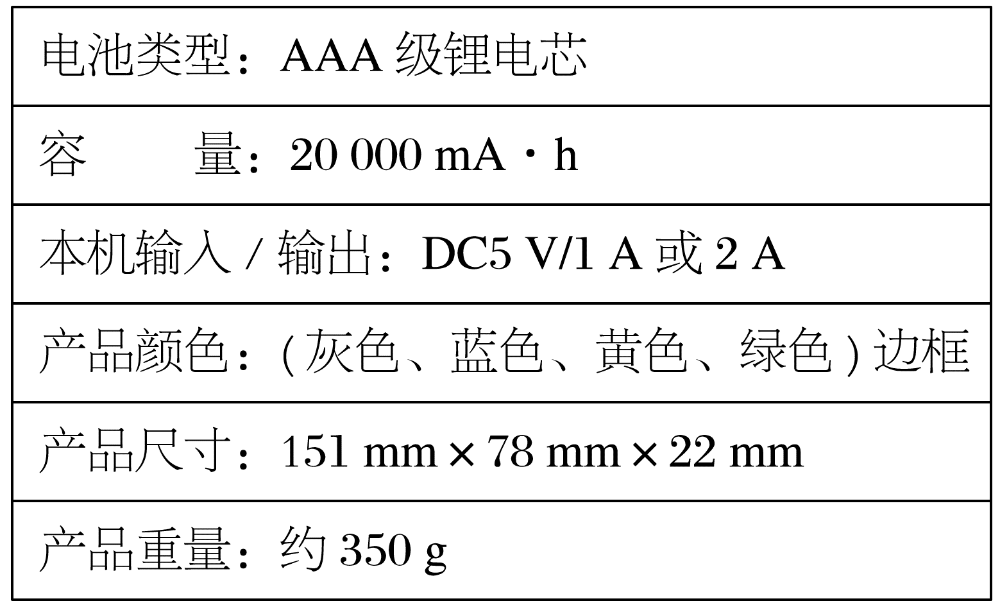 电池类型：AAA 级锂电芯
容　　量：20 000 mA·h
本机输入/输出：DC5 V/1 A 或 2 A
产品颜色：(灰色、蓝色、黄色、绿色)边框
产品尺寸：151 mm×78 mm×22 mm
产品重量：约 350 g